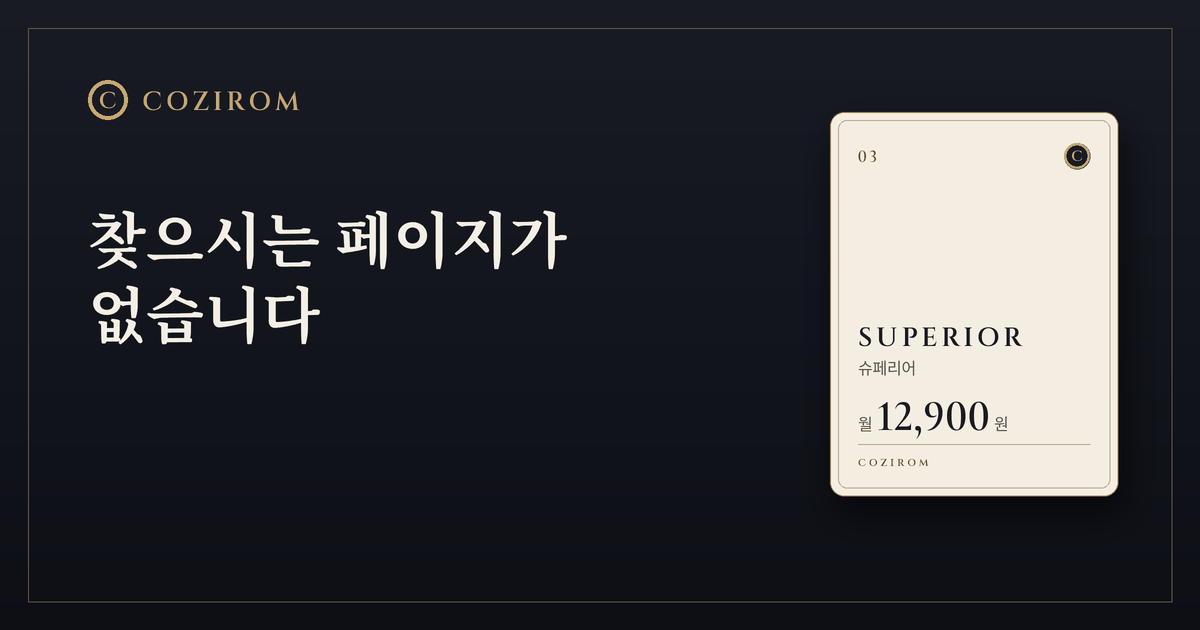 C COZIROM
찾으시는 페이지가
없습니다
03 C
SUPERIOR
슈페리어
월 12,900 원
COZIROM